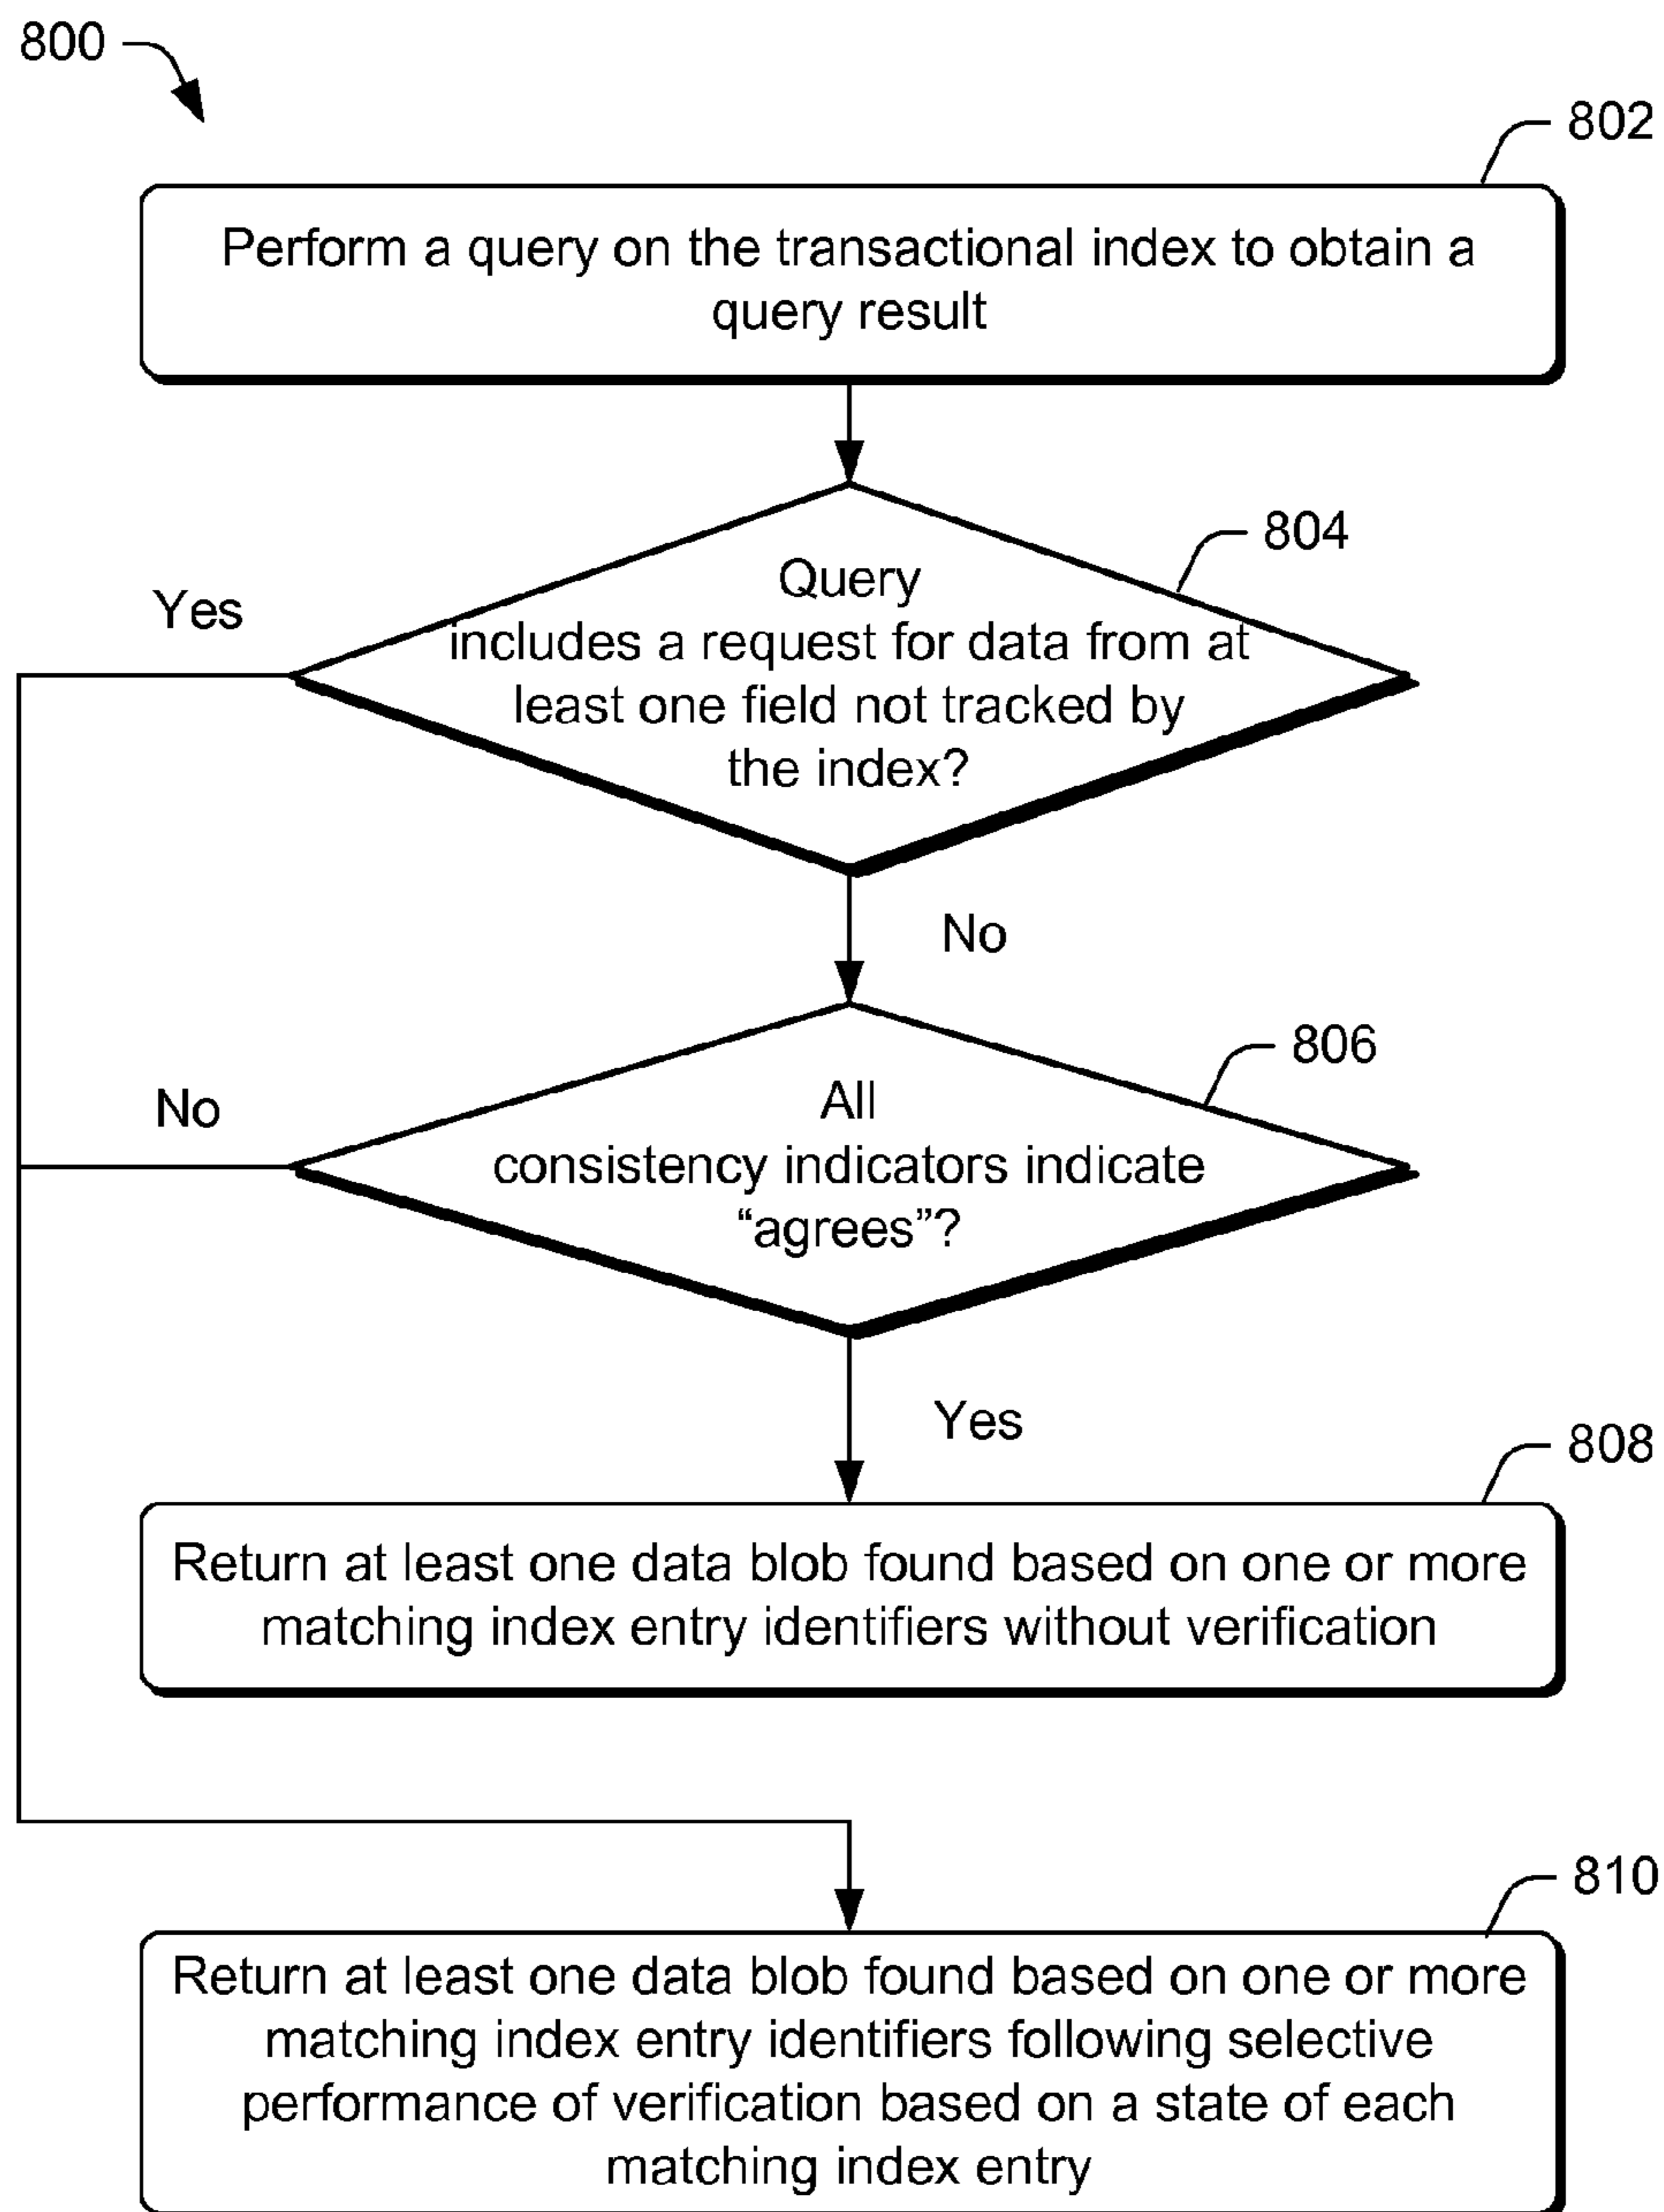 800
802
Perform a query on the transactional index to obtain a
query result
804
Query
includes a request for data from at
least one field not tracked by
the index?
Yes
No
806
All
consistency indicators indicate
“agrees”?
No
Yes
808
Return at least one data blob found based on one or more
matching index entry identifiers without verification
810
Return at least one data blob found based on one or more
matching index entry identifiers following selective
performance of verification based on a state of each
matching index entry